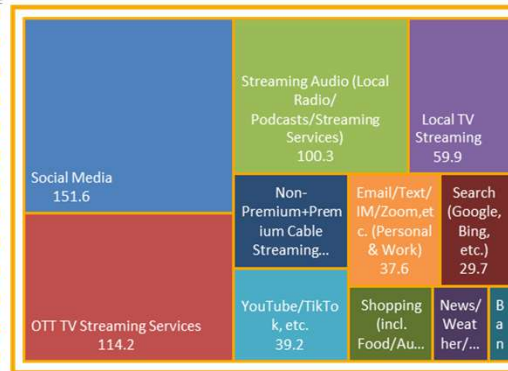 Social Media
151.6
OTT TV Streaming Services
114.2
Streaming Audio (Local
Radio/
Podcasts/Streaming
Services)
100.3
Local TV
Streaming
59.9
Non-
Premium+Prem
ium Cable
Streaming...
Email/Text/
IM/Zoom,et
c. (Personal
& Work)
37.6
Search
(Google,
Bing,
etc.)
29.7
YouTube/TikTo
k, etc.
39.2
Shopping
(incl.
Food/Au...
News/
Weat
her/...
B
a
n